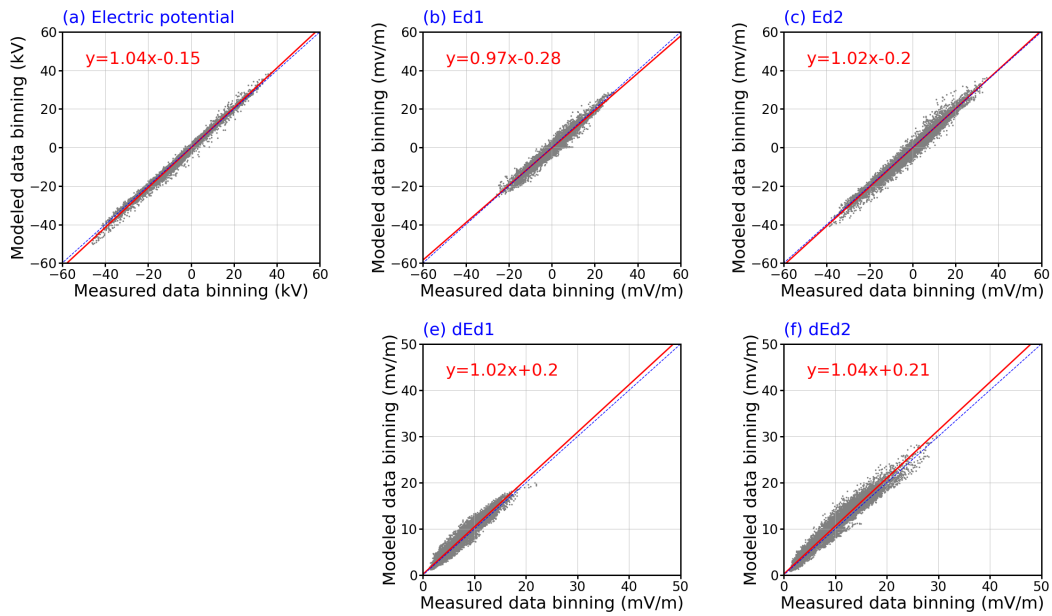 (a) Electric potential
y=1.04x-0.15
Modeled data binning (kV)
60
40
20
0
−20
−40
−60
−60 −40 −20 0 20 40 60
Measured data binning (kV)
(b) Ed1
y=0.97x-0.28
Modeled data binning (mv/m)
60
40
20
0
−20
−40
−60
−60 −40 −20 0 20 40 60
Measured data binning (mV/m)
(c) Ed2
y=1.02x-0.2
Modeled data binning (mv/m)
60
40
20
0
−20
−40
−60
−60 −40 −20 0 20 40 60
Measured data binning (mV/m)
(e) dEd1
y=1.02x+0.2
Modeled data binning (mv/m)
50
40
30
20
10
0
0 10 20 30 40 50
Measured data binning (mV/m)
(f) dEd2
y=1.04x+0.21
Modeled data binning (mv/m)
50
40
30
20
10
0
0 10 20 30 40 50
Measured data binning (mV/m)